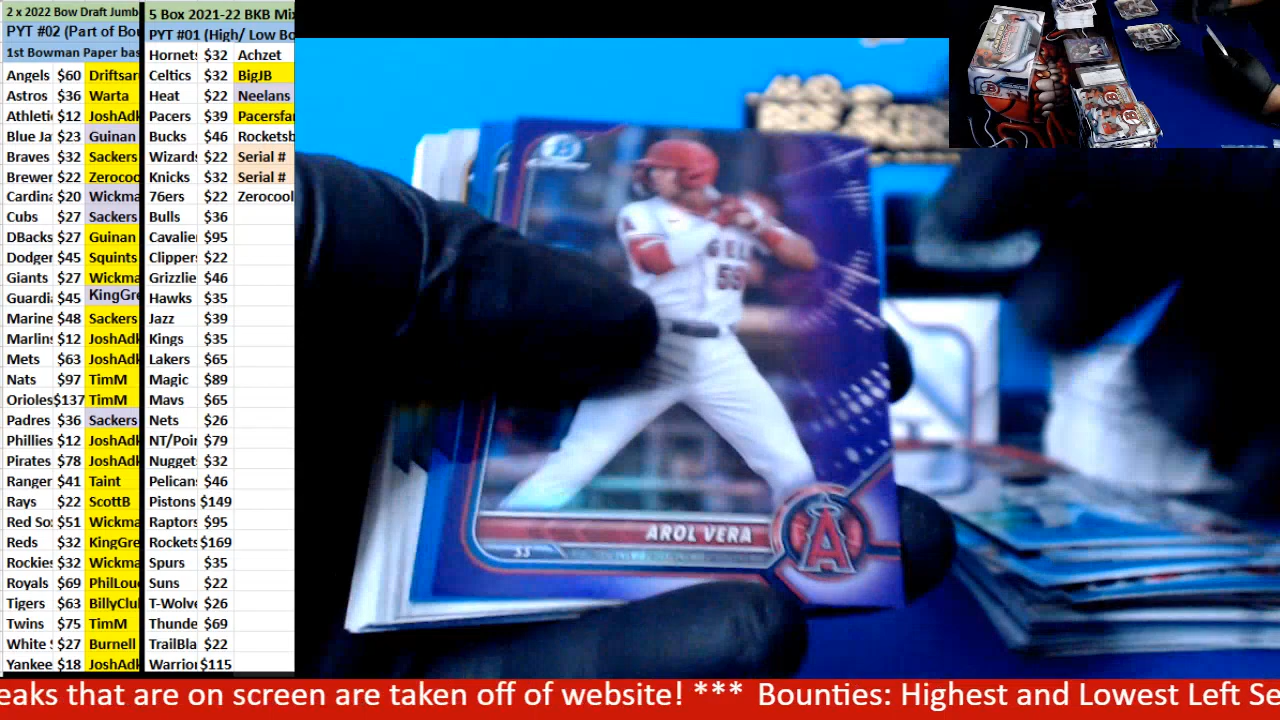 2 x 2022 Bow Draft Jumb
PYT #02 (Part of Bo
1st Bowman Paper bas
Angels $60 Driftsar
Astros $36 Warta
Athleti $12 JoshAdk
Blue Ja $23 Guinan
Braves $32 Sackers
Brewer $22 Zerocoo
Cardina $20 Wickma
Cubs $27 Sackers
DBacks $27 Guinan
Dodger $45 Squints
Giants $27 Wickma
Guardi $45 KingGre
Marine $48 Sackers
Marlins $12 JoshAdk
Mets $63 JoshAdk
Nats $97 TimM
Orioles $137 TimM
Padres $36 Sackers
Phillies $12 JoshAdk
Pirates $78 JoshAdk
Ranger $41 Taint
Rays $22 ScottB
Red So $51 Wickma
Reds $32 KingGre
Rockie $32 Wickma
Royals $69 PhilLou
Tigers $63 BillyClu
Twins $75 TimM
White $27 Burnell
Yankee $18 JoshAdk
5 Box 2021-22 BKB Mix
PYT #01 (High/ Low Bo
Hornets $32 Achzet
Celtics $32 BigJB
Heat $22 Neelans
Pacers $39 Pacersfa
Bucks $46 Rocketsb
Wizard $22 Serial #
Knicks $32 Serial #
76ers $22 Zerocool
Bulls $36
Cavalie $95
Clipper $22
Grizzlie $46
Hawks $35
Jazz $39
Kings $35
Lakers $65
Magic $89
Mavs $65
Nets $26
NT/Poin $79
Nugget $32
Pelican $46
Pistons $149
Raptors $95
Rockets $169
Spurs $35
Suns $22
T-Wolve $26
Thunde $69
TrailBla $22
Warrior $115
59
AROL VERA
SS
A
eaks that are on screen are taken off of website! *** Bounties: Highest and Lowest Left Se